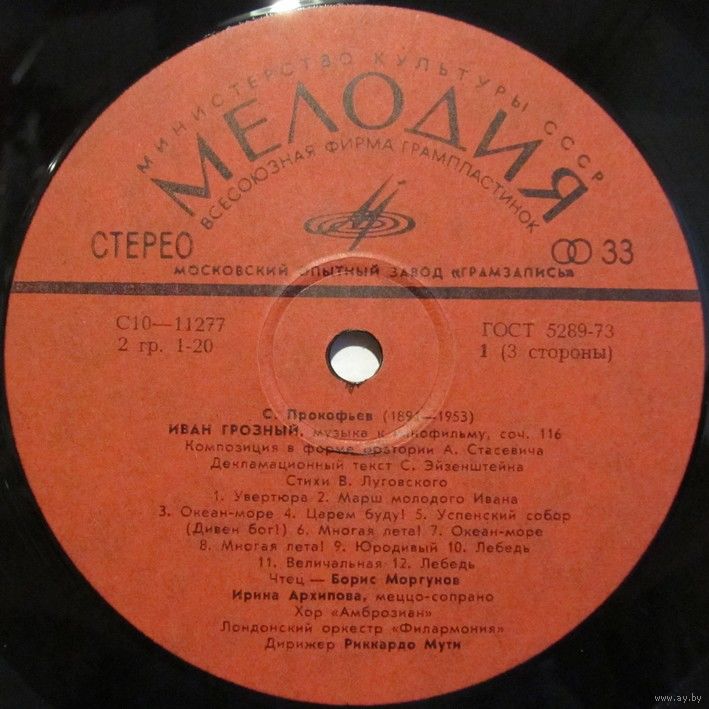 МИНИСТЕРСТВО КУЛЬТУРЫ СССР
МЕЛОДИЯ
ВСЕСОЮЗНАЯ ФИРМА ГРАМПЛАСТИНОК
СТЕРЕО
33
МОСКОВСКИЙ ОПЫТНЫЙ ЗАВОД «ГРАМЗАПИСЬ»
С10—11277
ГОСТ 5289-73
2 гр. 1-20
1 (3 стороны)
С. Прокофьев (1891—1953)
ИВАН ГРОЗНЫЙ, музыка к кинофильму, соч. 116
Композиция в форме оратории А. Стасевича
Декламационный текст С. Эйзенштейна
Стихи В. Луговского
1. Увертюра 2. Марш молодого Ивана
3. Океан-море 4. Царем буду! 5. Успенский собор
(Дивен бог!) 6. Многая лета! 7. Океан-море
8. Многая лета! 9. Юродивый 10. Лебедь
11. Величальная 12. Лебедь
Чтец — Борис Моргунов
Ирина Архипова, меццо-сопрано
Хор «Амброзиан»
Лондонский оркестр «Филармония»
Дирижер Риккардо Мути
www.ay.by